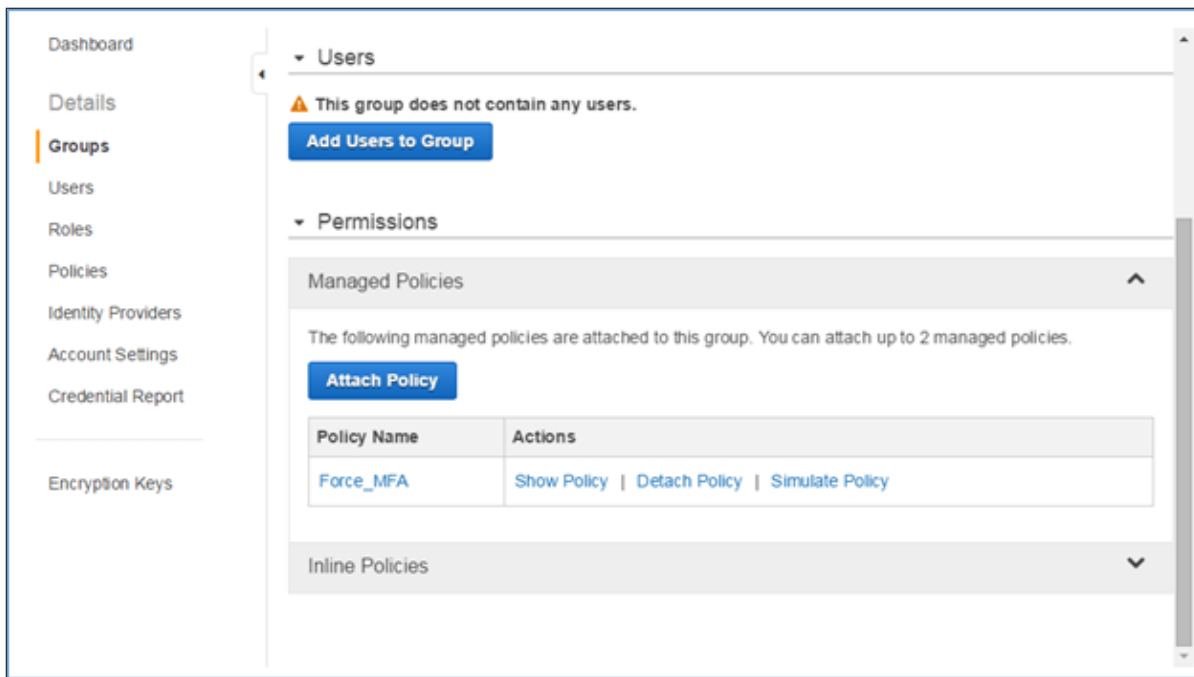 Dashboard
Details
Groups
Users
Roles
Policies
Identity Providers
Account Settings
Credential Report
Encryption Keys
Users
This group does not contain any users.
Add Users to Group
Permissions
Managed Policies
The following managed policies are attached to this group. You can attach up to 2 managed policies.
Attach Policy
Policy Name Actions
Force_MFA Show Policy | Detach Policy | Simulate Policy
Inline Policies